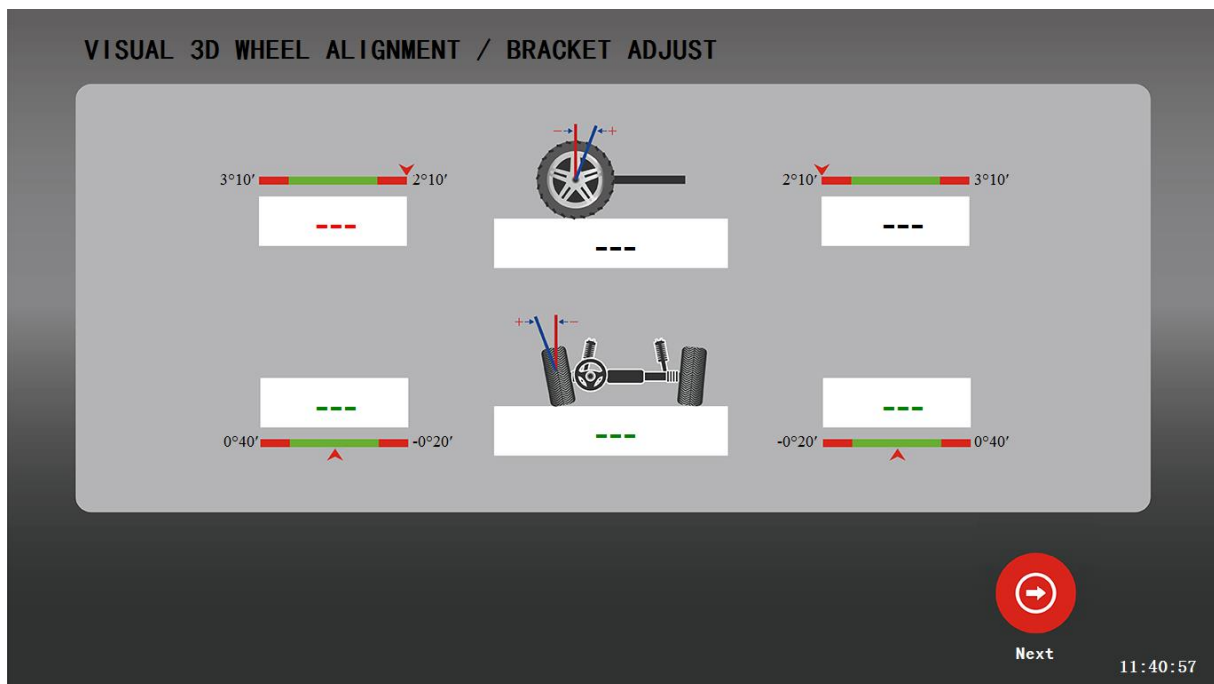 VISUAL 3D WHEEL ALIGNMENT / BRACKET ADJUST
- +
3°10′ 2°10′ 2°10′ 3°10′
--- ---
---
+ -
--- ---
---
0°40′ -0°20′ -0°20′ 0°40′
Next
11:40:57